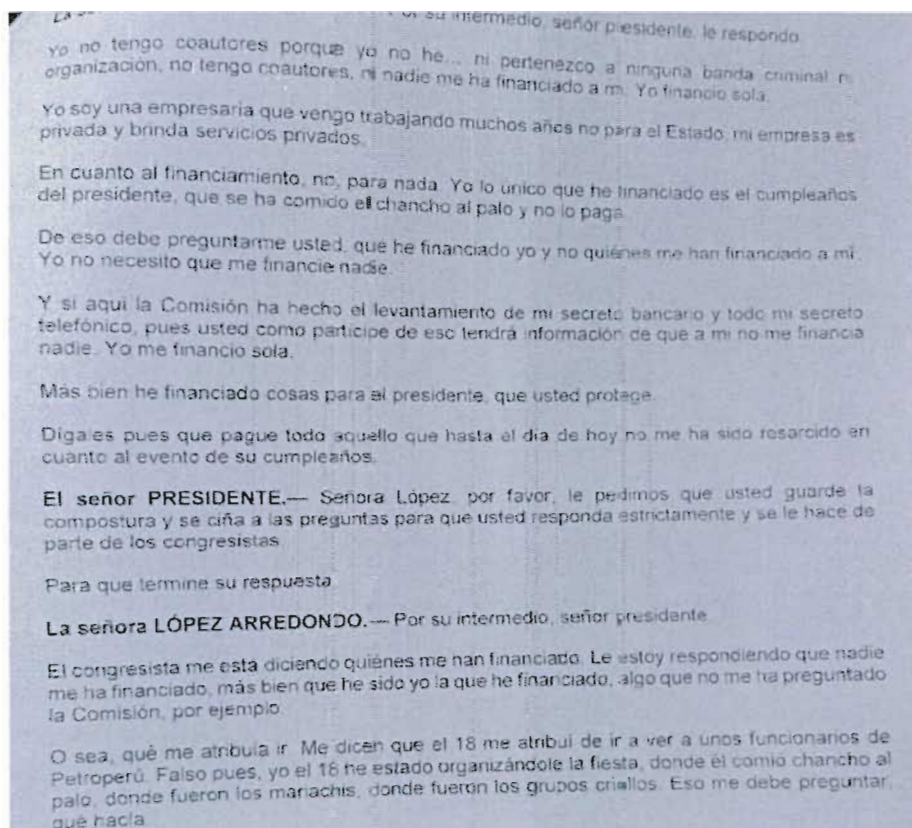 su intermedio, señor presidente, le respondo.
Yo no tengo coautores porque yo no he... ni pertenezco a ninguna banda criminal ni
organización, no tengo coautores, ni nadie me ha financiado a mí. Yo financio sola.
Yo soy una empresaria que vengo trabajando muchos años no para el Estado, mi empresa es
privada y brinda servicios privados.
En cuanto al financiamiento, no, para nada. Yo lo único que he financiado es el cumpleaños
del presidente, que se ha comido el chancho al palo y no lo paga.
De eso debe preguntarme usted, qué he financiado yo y no quiénes me han financiado a mí.
Yo no necesito que me financie nadie.
Y si aquí la Comisión ha hecho el levantamiento de mi secreto bancario y todo mi secreto
telefónico, pues usted como partícipe de eso tendrá información de que a mí no me financia
nadie. Yo me financio sola.
Más bien he financiado cosas para el presidente, que usted protege.
Dígales pues que pague todo aquello que hasta el día de hoy no me ha sido resarcido en
cuanto al evento de su cumpleaños.
El señor PRESIDENTE.— Señora López, por favor, le pedimos que usted guarde la
compostura y se ciña a las preguntas para que usted responda estrictamente y se le hace de
parte de los congresistas.
Para que termine su respuesta.
La señora LÓPEZ ARREDONDO.— Por su intermedio, señor presidente.
El congresista me está diciendo quiénes me han financiado. Le estoy respondiendo que nadie
me ha financiado, más bien que he sido yo la que he financiado, algo que no me ha preguntado
la Comisión, por ejemplo.
O sea, qué me atribuía ir. Me dicen que el 18 me atribuí de ir a ver a unos funcionarios de
Petroperú. Falso pues, yo el 18 he estado organizándole la fiesta, donde él comió chancho al
palo, donde fueron los mariachis, donde fueron los grupos criollos. Eso me debe preguntar,
qué hacía.